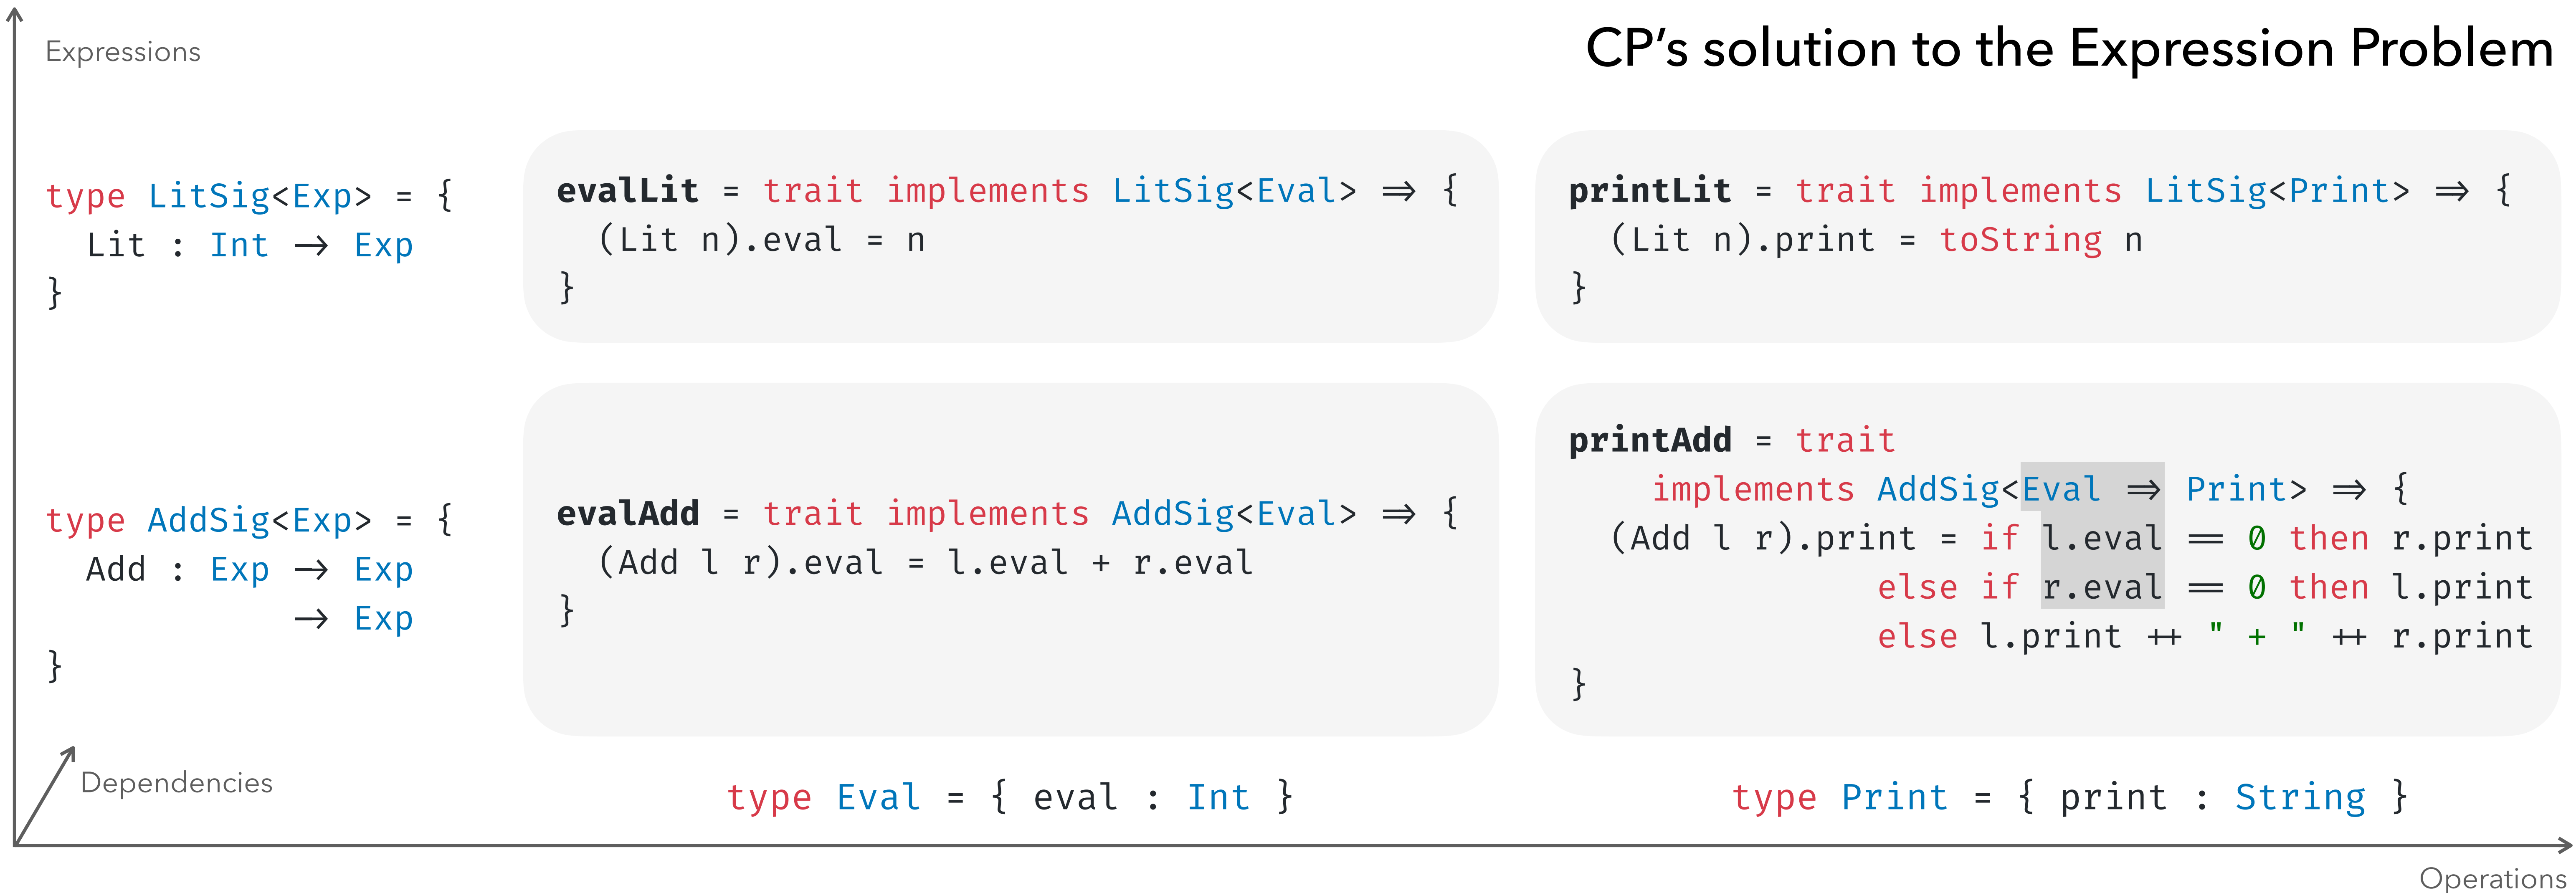 Expressions
CP's solution to the Expression Problem
type LitSig<Exp> = {
  Lit : Int → Exp
}
evalLit = trait implements LitSig<Eval> ⇒ {
  (Lit n).eval = n
}
printLit = trait implements LitSig<Print> ⇒ {
  (Lit n).print = toString n
}
type AddSig<Exp> = {
  Add : Exp → Exp
            → Exp
}
evalAdd = trait implements AddSig<Eval> ⇒ {
  (Add l r).eval = l.eval + r.eval
}
printAdd = trait
    implements AddSig<Eval ⇒ Print> ⇒ {
  (Add l r).print = if l.eval == 0 then r.print
               else if r.eval == 0 then l.print
               else l.print ++ " + " ++ r.print
}
Dependencies
type Eval = { eval : Int }
type Print = { print : String }
Operations